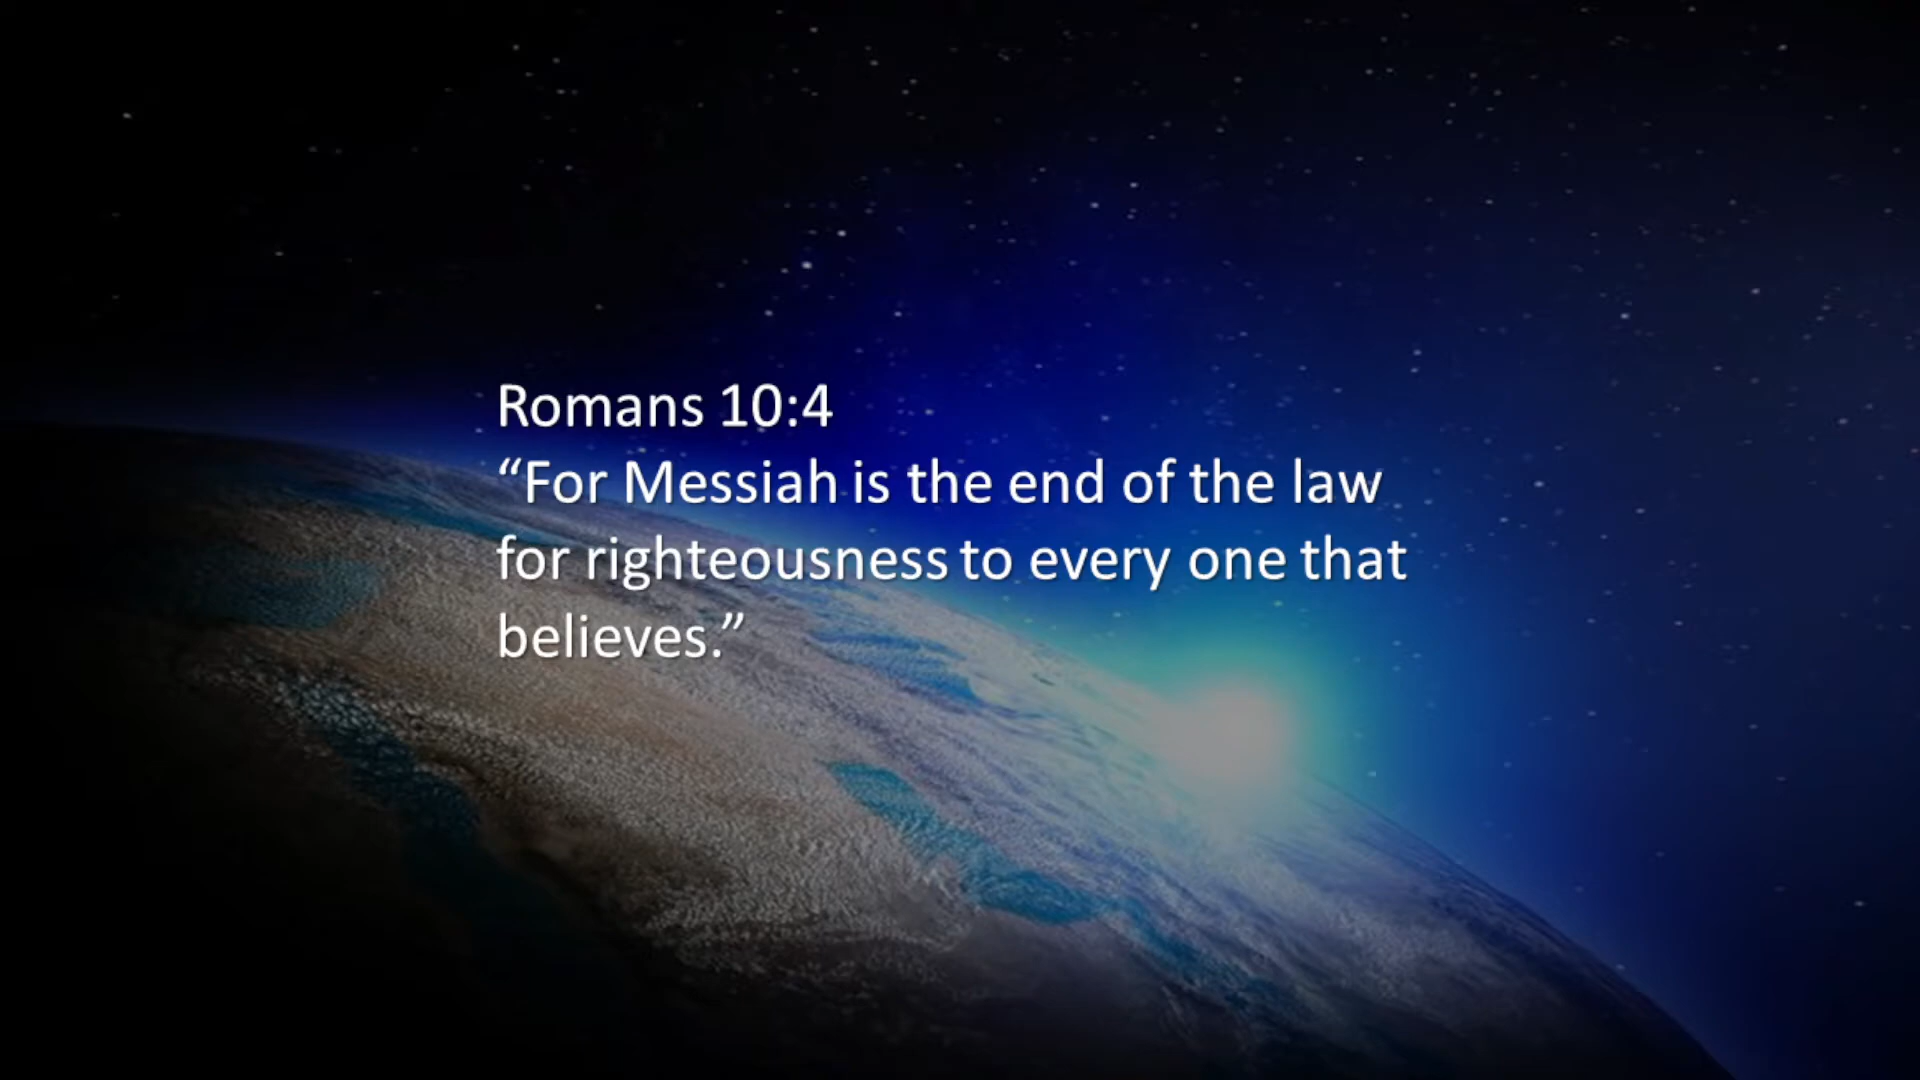 Romans 10:4
“For Messiah is the end of the law
for righteousness to every one that
believes.”